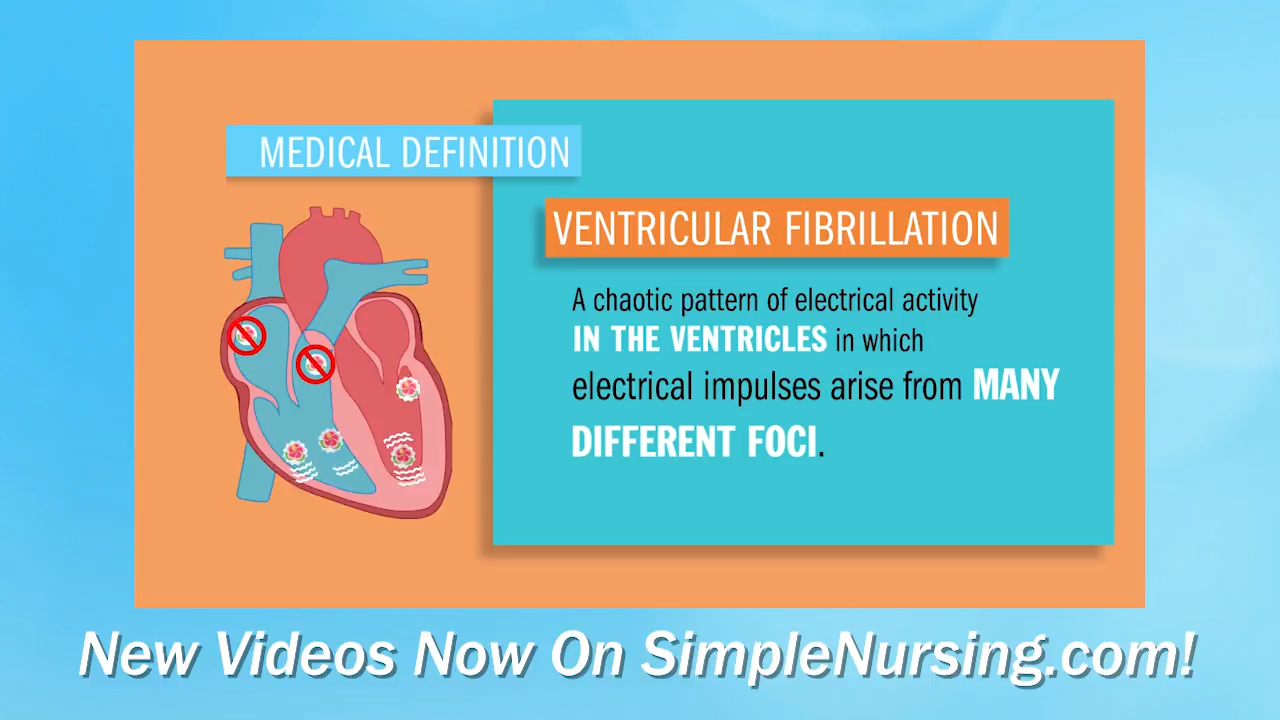 MEDICAL DEFINITION
VENTRICULAR FIBRILLATION
A chaotic pattern of electrical activity
IN THE VENTRICLES in which
electrical impulses arise from MANY
DIFFERENT FOCI.
New Videos Now On SimpleNursing.com!